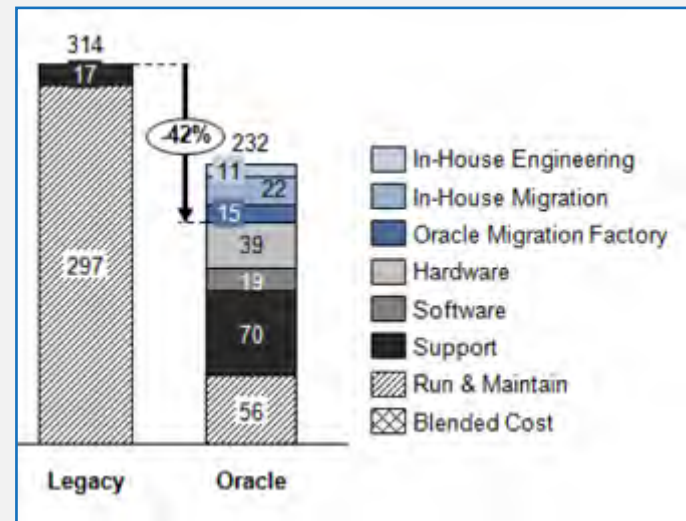 314
17
-42%
232
11
22
15
39
297
19
70
56
Legacy
Oracle
In-House Engineering
In-House Migration
Oracle Migration Factory
Hardware
Software
Support
Run & Maintain
Blended Cost